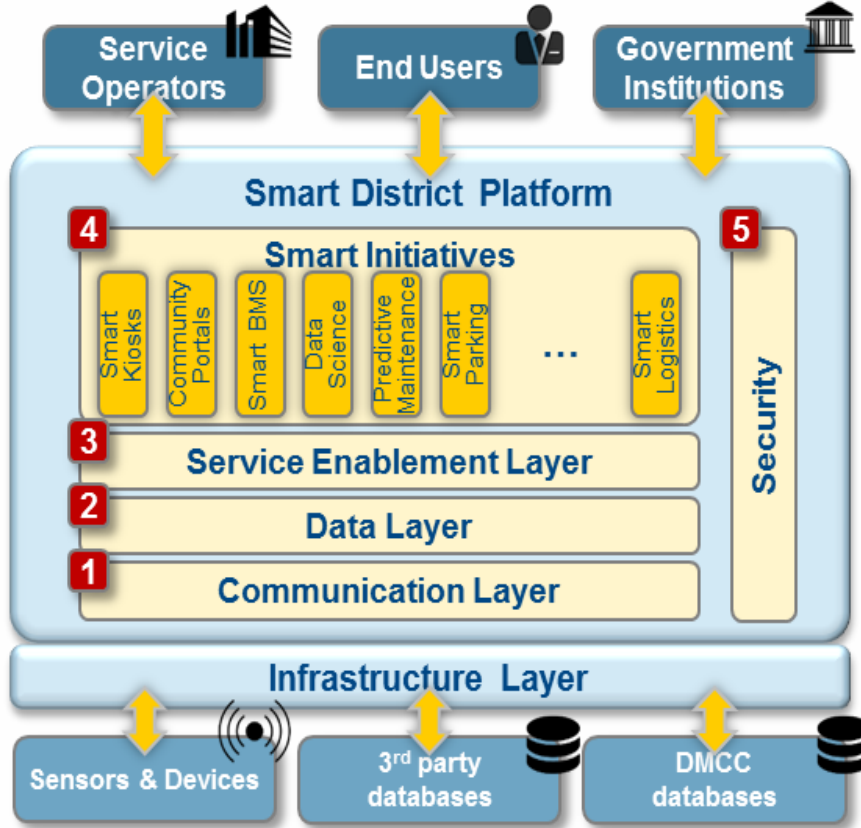 Service
Operators
End Users
Government
Institutions
Smart District Platform
4
Smart Initiatives
5
Smart
Kiosks
Community
Portals
Smart BMS
Data
Science
Predictive
Maintenance
Smart
Parking
...
Smart
Logistics
Security
3
Service Enablement Layer
2
Data Layer
1
Communication Layer
Infrastructure Layer
Sensors & Devices
3rd party
databases
DMCC
databases